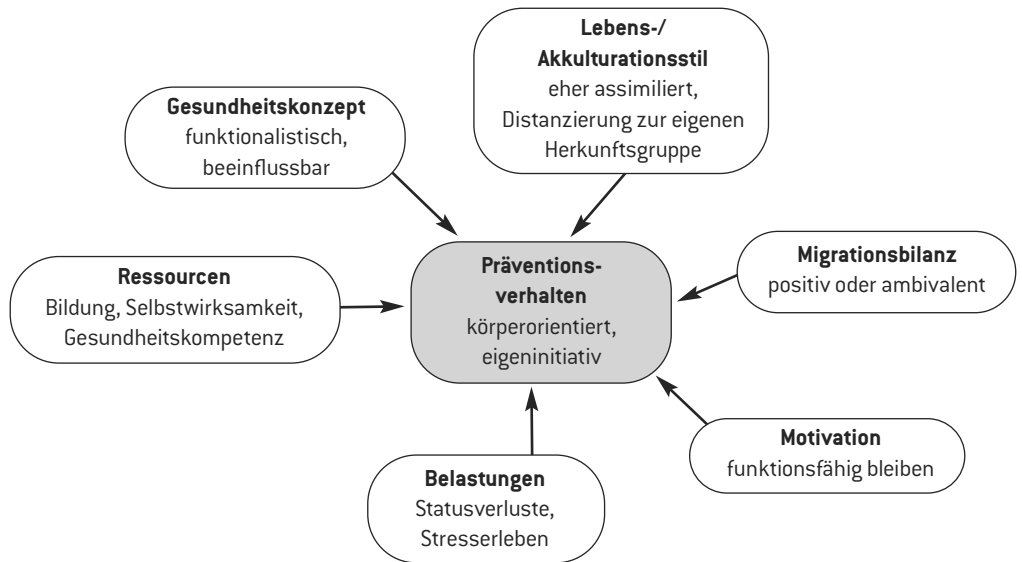 Lebens-/
Akkulturationsstil
eher assimiliert,
Distanzierung zur eigenen
Herkunftsgruppe
Gesundheitskonzept
funktionalistisch,
beeinflussbar
Migrationsbilanz
positiv oder ambivalent
Ressourcen
Bildung, Selbstwirksamkeit,
Gesundheitskompetenz
Präventions-
verhalten
körperorientiert,
eigeninitiativ
Motivation
funktionsfähig bleiben
Belastungen
Statusverluste,
Stresserleben